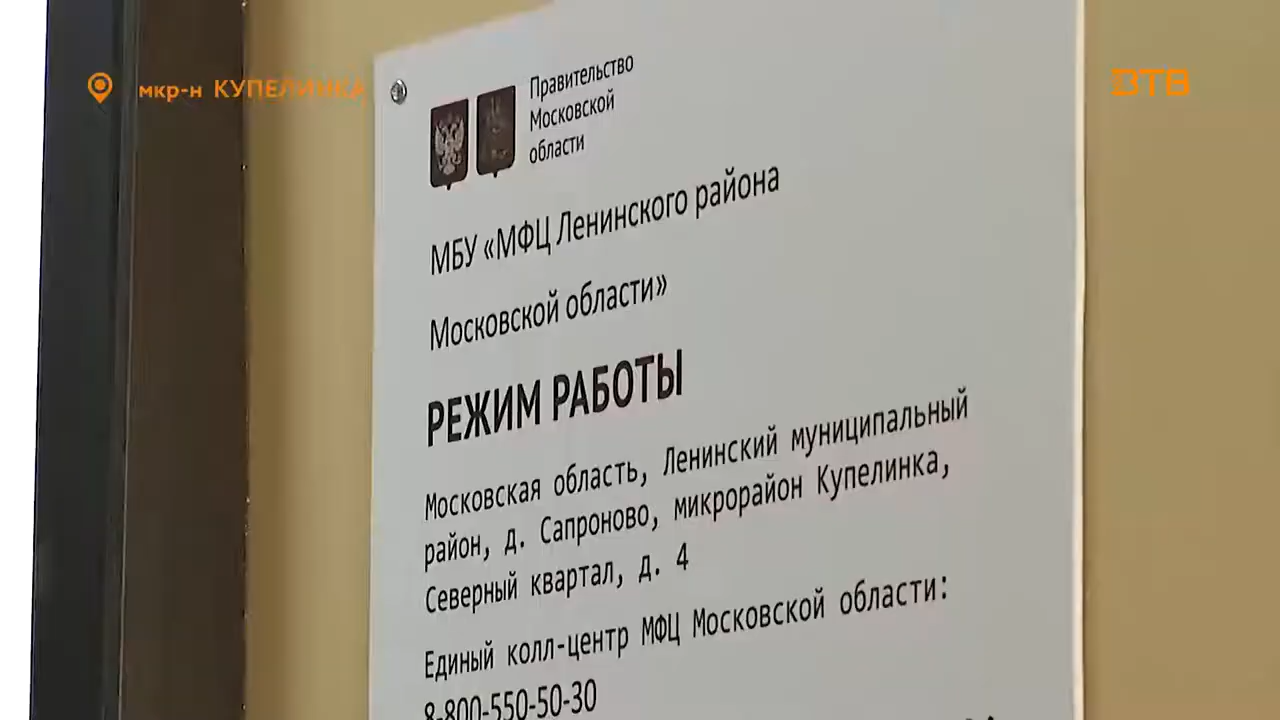 мкр-н КУПЕЛИНКА
ВТВ
Правительство
Московской
области
МБУ «МФЦ Ленинского района
Московской области»
РЕЖИМ РАБОТЫ
Московская область, Ленинский муниципальный
район, д. Сапроново, микрорайон Купелинка,
Северный квартал, д. 4
Единый колл-центр МФЦ Московской области:
8-800-550-50-30